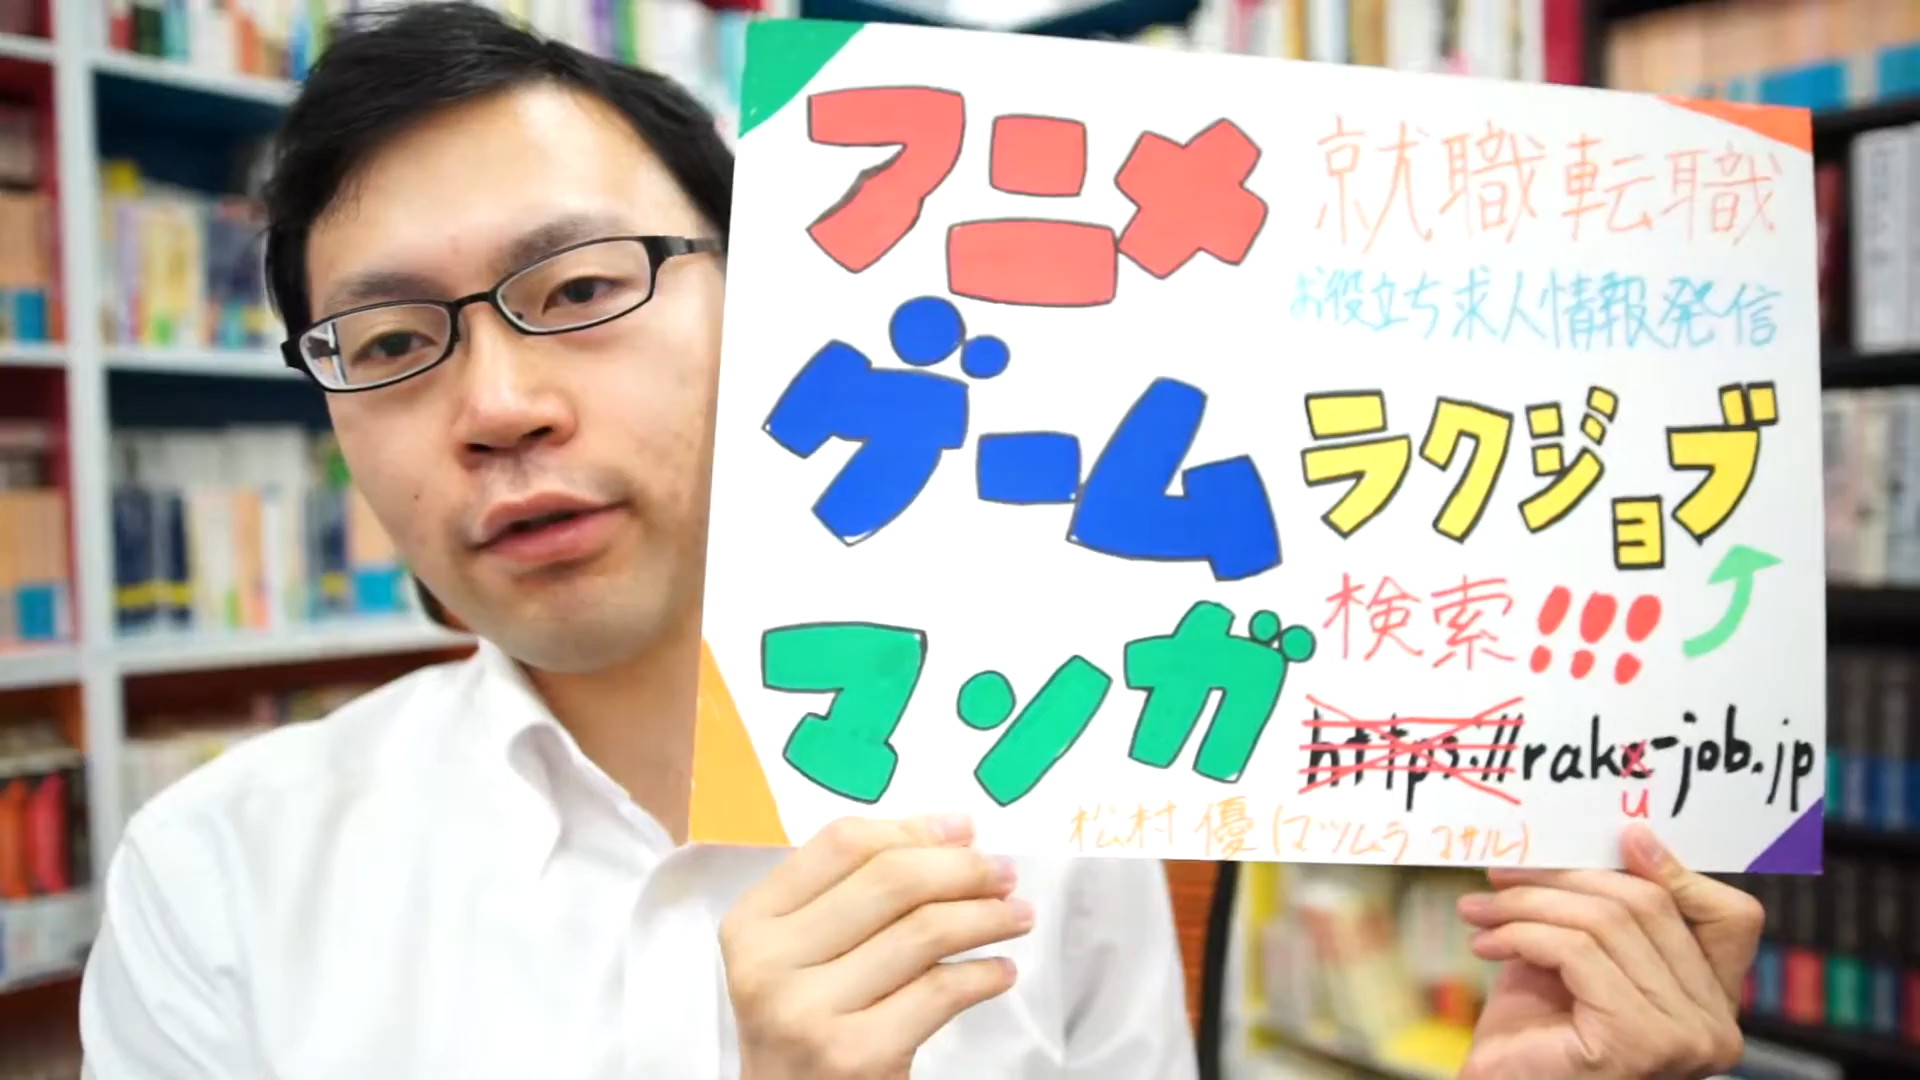 フニメ
ゲーム
マンガ
就職転職
お役立ち求人情報発信
ラクジョブ
検索!!!
https://rake-job.jp
u
松村 優(マツムラ マサル)